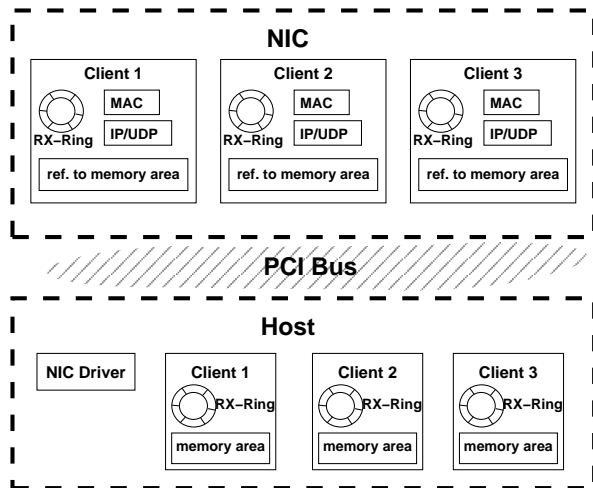 NIC
Client 1
MAC
IP/UDP
RX–Ring
ref. to memory area
Client 2
MAC
IP/UDP
RX–Ring
ref. to memory area
Client 3
MAC
IP/UDP
RX–Ring
ref. to memory area
PCI Bus
Host
NIC Driver
Client 1
RX–Ring
memory area
Client 2
RX–Ring
memory area
Client 3
RX–Ring
memory area